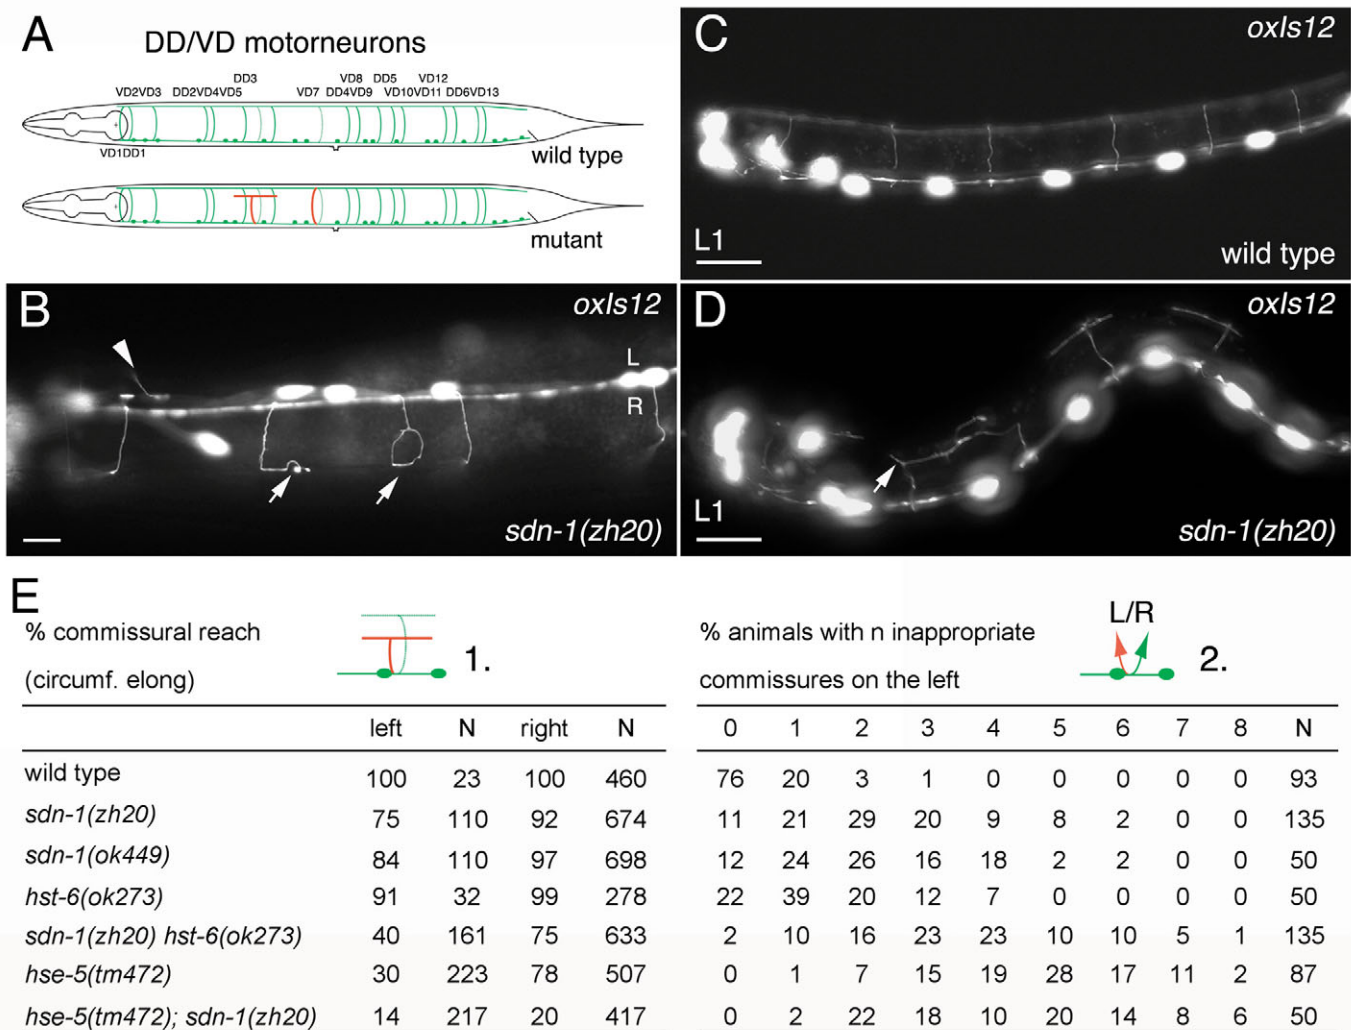 A
DD/VD motorneurons
DD3 VD8 DD5 VD12
VD2VD3 DD2VD4VD5 VD7 DD4VD9 VD10VD11 DD6VD13
VD1DD1
wild type
mutant
B
oxIs12
L
R
sdn-1(zh20)
C
oxIs12
L1
wild type
D
oxIs12
L1
sdn-1(zh20)
E
% commissural reach
(circumf. elong)
1.
left N right N
wild type 100 23 100 460
sdn-1(zh20) 75 110 92 674
sdn-1(ok449) 84 110 97 698
hst-6(ok273) 91 32 99 278
sdn-1(zh20) hst-6(ok273) 40 161 75 633
hse-5(tm472) 30 223 78 507
hse-5(tm472); sdn-1(zh20) 14 217 20 417
L/R
% animals with n inappropriate
commissures on the left
2.
0 1 2 3 4 5 6 7 8 N
76 20 3 1 0 0 0 0 0 93
11 21 29 20 9 8 2 0 0 135
12 24 26 16 18 2 2 0 0 50
22 39 20 12 7 0 0 0 0 50
2 10 16 23 23 10 10 5 1 135
0 1 7 15 19 28 17 11 2 87
0 2 22 18 10 20 14 8 6 50